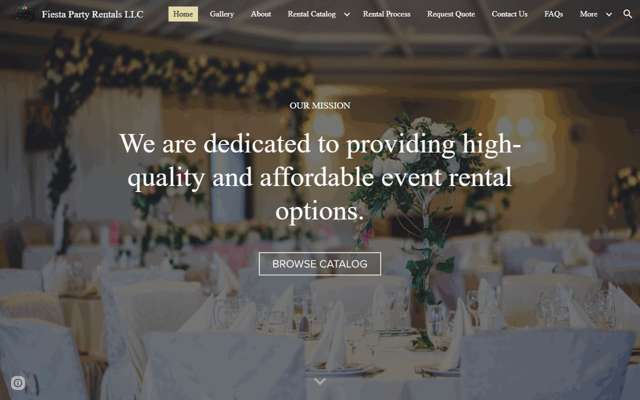 Fiesta Party Rentals LLC
Home Gallery About Rental Catalog Rental Process Request Quote Contact Us FAQs More
OUR MISSION
We are dedicated to providing high-
quality and affordable event rental
options.
BROWSE CATALOG